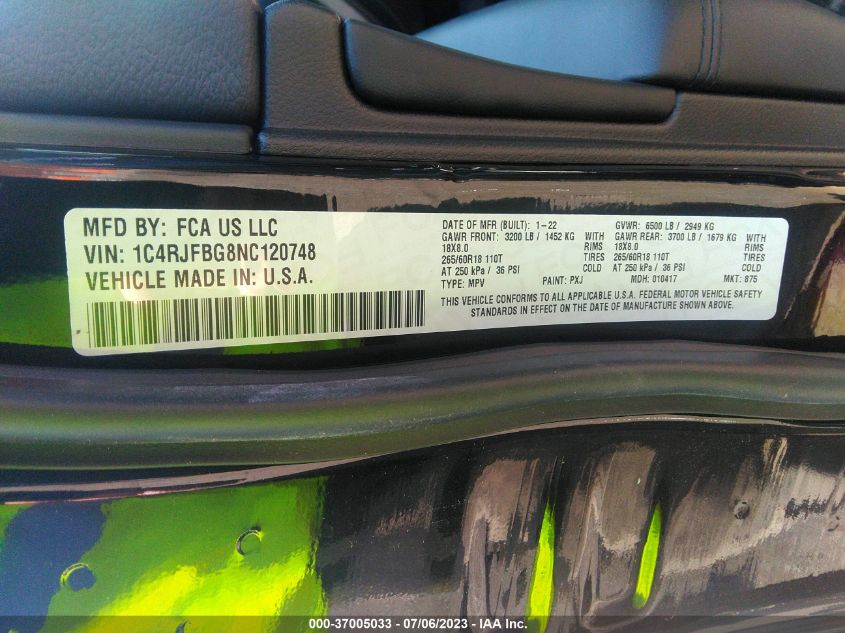 MFD BY: FCA US LLC
VIN: 1C4RJFBG8NC120748
VEHICLE MADE IN: U.S.A.
DATE OF MFR (BUILT): 1-22 GVWR: 6500 LB / 2949 KG
GAWR FRONT: 3200 LB / 1452 KG WITH GAWR REAR: 3700 LB / 1679 KG WITH
18X8.0 RIMS 18X8.0 RIMS
265/60R18 110T TIRES 265/60R18 110T TIRES
AT 250 kPa / 36 PSI COLD AT 250 kPa / 36 PSI COLD
TYPE: MPV PAINT: PXJ MDH: 010417 MKT: 875
THIS VEHICLE CONFORMS TO ALL APPLICABLE U.S.A. FEDERAL MOTOR VEHICLE SAFETY
STANDARDS IN EFFECT ON THE DATE OF MANUFACTURE SHOWN ABOVE.
000-37005033 - 07/06/2023 - IAA Inc.